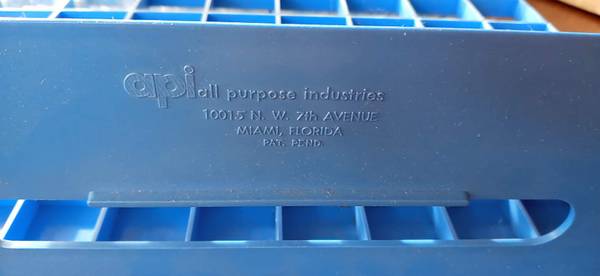 api all purpose industries
10015 N. W. 7th AVENUE
MIAMI, FLORIDA
PAT. PEND.